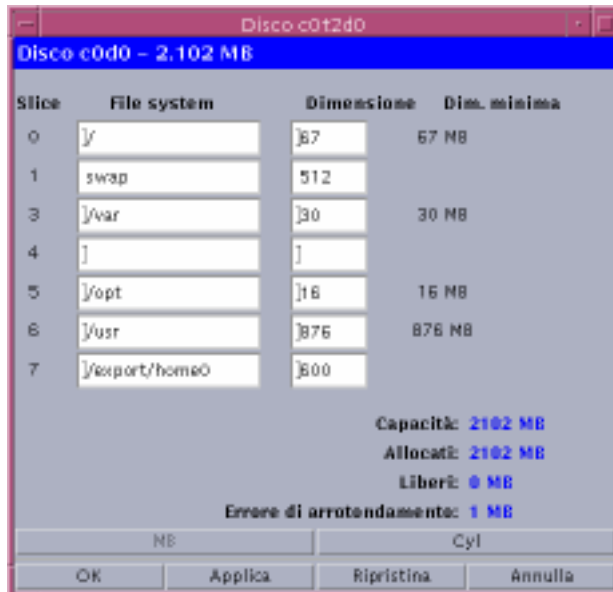 Disco c0t2d0
Disco c0d0 – 2.102 MB
Slice File system Dimensione Dim. minima
0 ]/ ]67 67 MB
1 swap 512
3 ]/var ]30 30 MB
4 ] ]
5 ]/opt ]16 16 MB
6 ]/usr ]876 876 MB
7 ]/export/home0 ]600
Capacità: 2102 MB
Allocati: 2102 MB
Liberi: 0 MB
Errore di arrotondamento: 1 MB
MB Cyl
OK Applica Ripristina Annulla